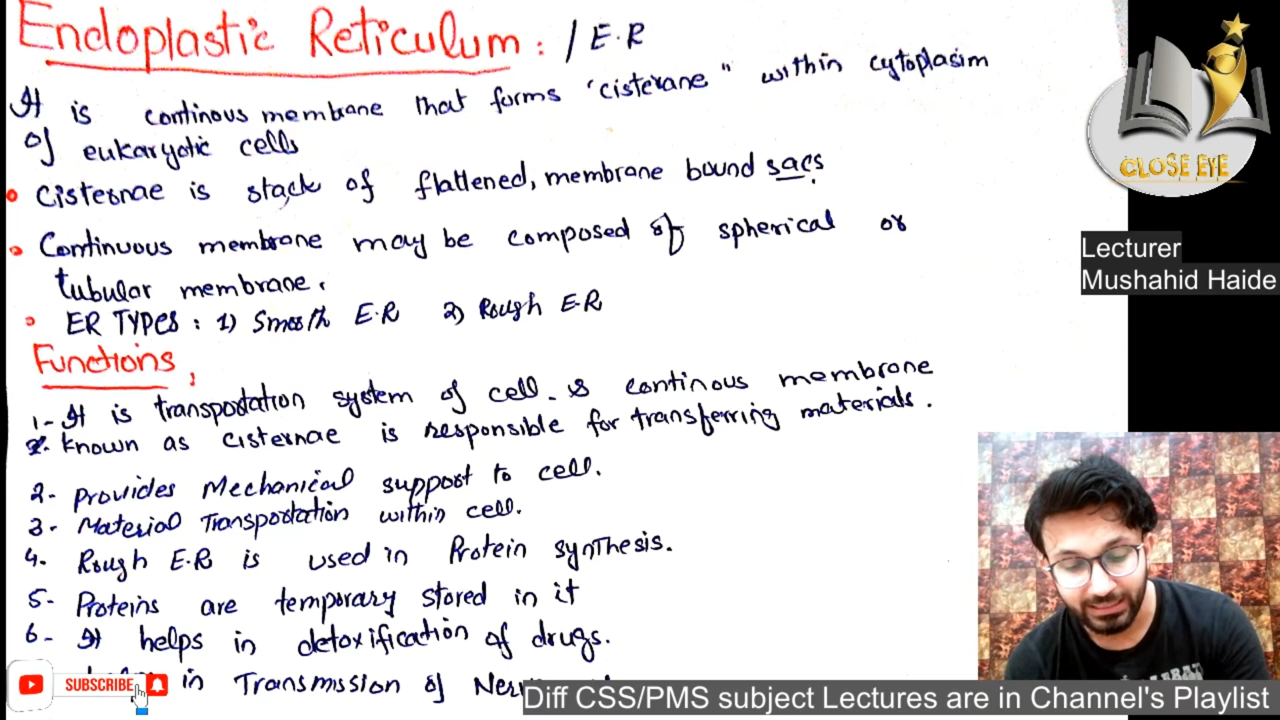 Endoplastic Reticulum : / E.R
It is continous membrane that forms 'cisterane" within cytoplasim
of eukaryotic cells
• Cisternae is stack of flattened, membrane bound sacs
• Continuous membrane may be composed of spherical or
tubular membrane.
• ER TYPES : 1) Smooth E.R 2) Rough E.R
Functions :
1- It is transportation system of cell. & continous membrane
known as cisternae is responsible for transferring materials.
2- Provides Mechanical support to cell.
3- Material Transportation within cell.
4- Rough E.R is used in Protein synthesis.
5- Proteins are temporary stored in it
6- It helps in detoxification of drugs.
in Transmission of
CLOSE EYE
Lecturer
Mushahid Haide
SUBSCRIBE
Diff CSS/PMS subject Lectures are in Channel's Playlist